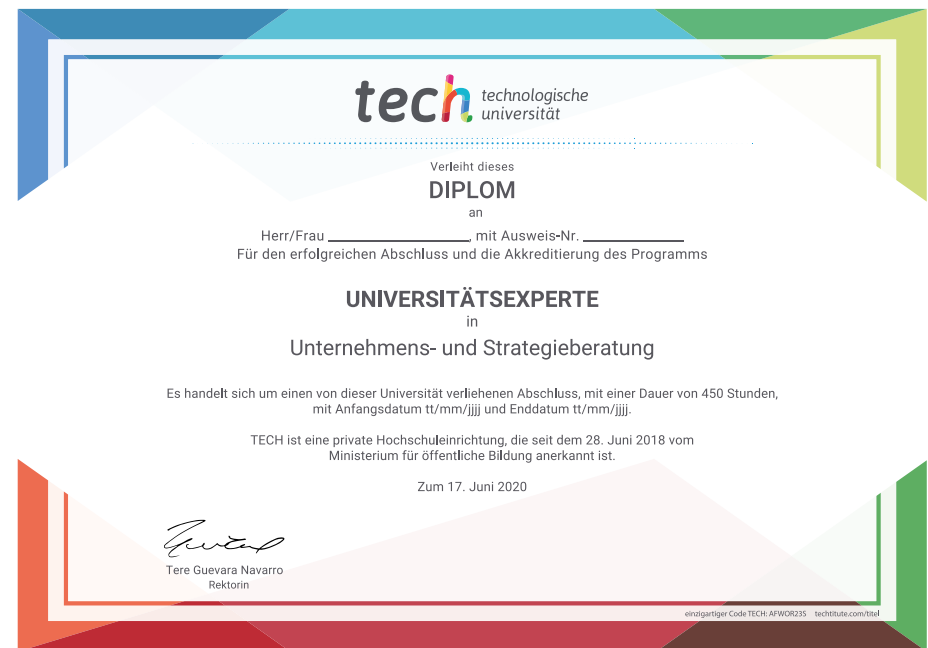 tech technologische
universität
Verleiht dieses
DIPLOM
an
Herr/Frau ____________________, mit Ausweis-Nr. ______________
Für den erfolgreichen Abschluss und die Akkreditierung des Programms
UNIVERSITÄTSEXPERTE
in
Unternehmens- und Strategieberatung
Es handelt sich um einen von dieser Universität verliehenen Abschluss, mit einer Dauer von 450 Stunden,
mit Anfangsdatum tt/mm/jjjj und Enddatum tt/mm/jjjj.
TECH ist eine private Hochschuleinrichtung, die seit dem 28. Juni 2018 vom
Ministerium für öffentliche Bildung anerkannt ist.
Zum 17. Juni 2020
Tere Guevara Navarro
Rektorin
einzigartiger Code TECH: AFWOR23S techtitute.com/titel